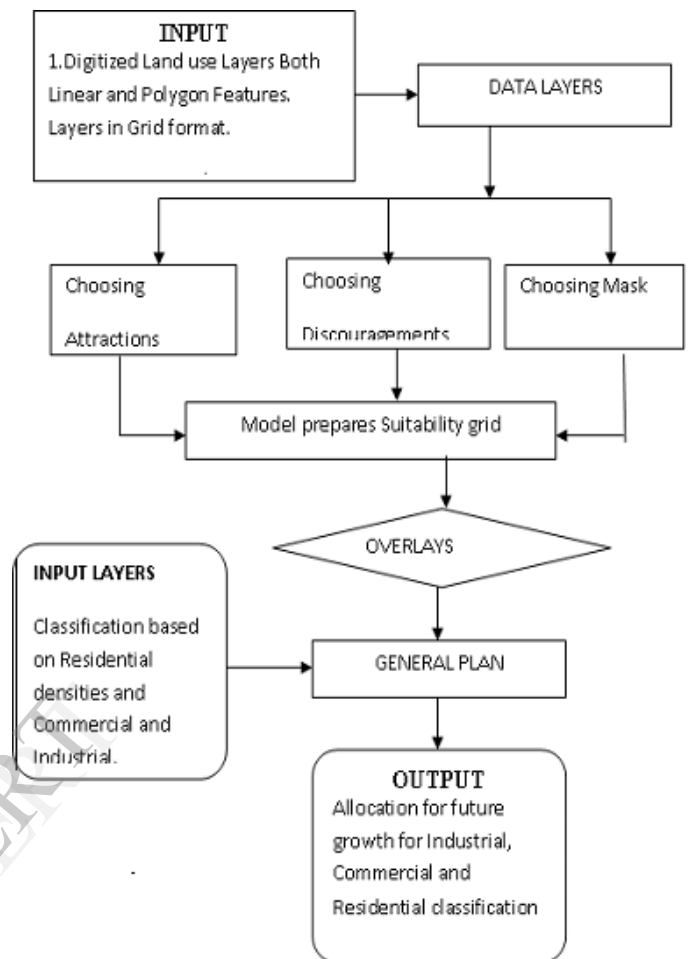 INPUT
1.Digitized Land use Layers Both
Linear and Polygon Features.
Layers in Grid format.
DATA LAYERS
Choosing
Attractions
Choosing
Discouragements
Choosing Mask
Model prepares Suitability grid
OVERLAYS
INPUT LAYERS
Classification based
on Residential
densities and
Commercial and
Industrial.
GENERAL PLAN
OUTPUT
Allocation for future
growth for Industrial,
Commercial and
Residential classification